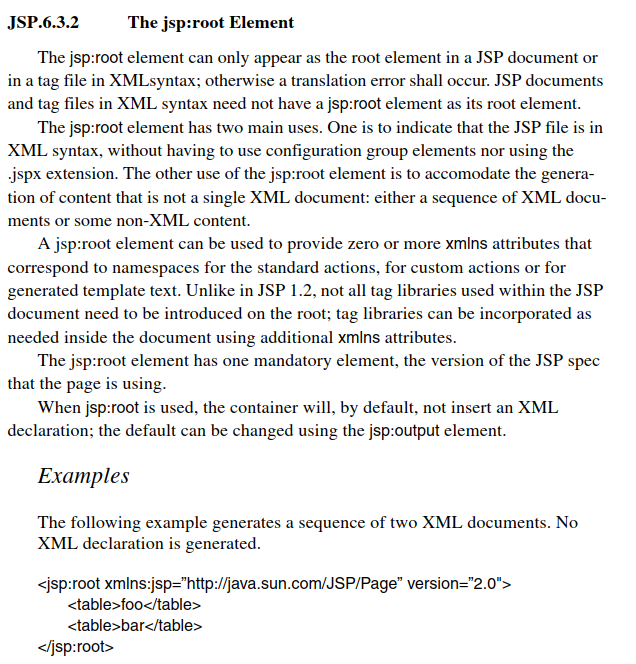 JSP.6.3.2 The jsp:root Element
The jsp:root element can only appear as the root element in a JSP document or
in a tag file in XMLsyntax; otherwise a translation error shall occur. JSP documents
and tag files in XML syntax need not have a jsp:root element as its root element.
The jsp:root element has two main uses. One is to indicate that the JSP file is in
XML syntax, without having to use configuration group elements nor using the
.jspx extension. The other use of the jsp:root element is to accomodate the genera-
tion of content that is not a single XML document: either a sequence of XML docu-
ments or some non-XML content.
A jsp:root element can be used to provide zero or more xmlns attributes that
correspond to namespaces for the standard actions, for custom actions or for
generated template text. Unlike in JSP 1.2, not all tag libraries used within the JSP
document need to be introduced on the root; tag libraries can be incorporated as
needed inside the document using additional xmlns attributes.
The jsp:root element has one mandatory element, the version of the JSP spec
that the page is using.
When jsp:root is used, the container will, by default, not insert an XML
declaration; the default can be changed using the jsp:output element.
Examples
The following example generates a sequence of two XML documents. No
XML declaration is generated.
<jsp:root xmlns:jsp=”http://java.sun.com/JSP/Page” version=”2.0">
<table>foo</table>
<table>bar</table>
</jsp:root>